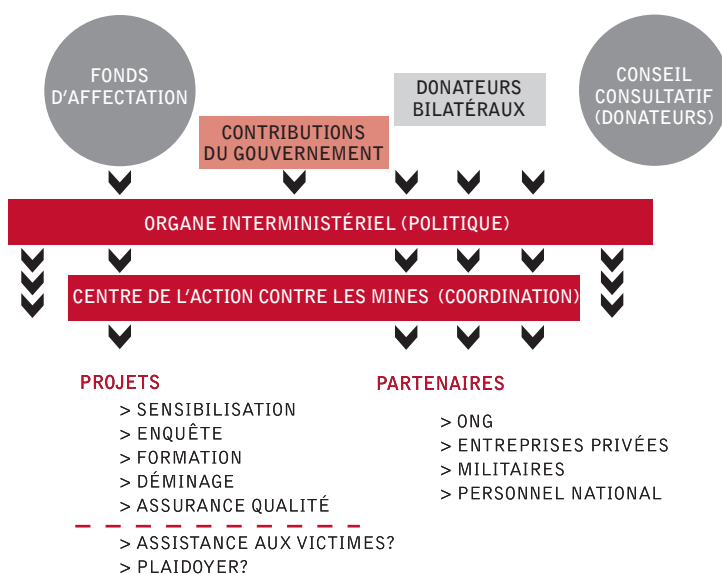 FONDS
D'AFFECTATION
CONTRIBUTIONS
DU GOUVERNEMENT
DONATEURS
BILATÉRAUX
CONSEIL
CONSULTATIF
(DONATEURS)
ORGANE INTERMINISTÉRIEL (POLITIQUE)
CENTRE DE L'ACTION CONTRE LES MINES (COORDINATION)
PROJETS
> SENSIBILISATION
> ENQUÊTE
> FORMATION
> DÉMINAGE
> ASSURANCE QUALITÉ
> ASSISTANCE AUX VICTIMES?
> PLAIDOYER?
PARTENAIRES
> ONG
> ENTREPRISES PRIVÉES
> MILITAIRES
> PERSONNEL NATIONAL